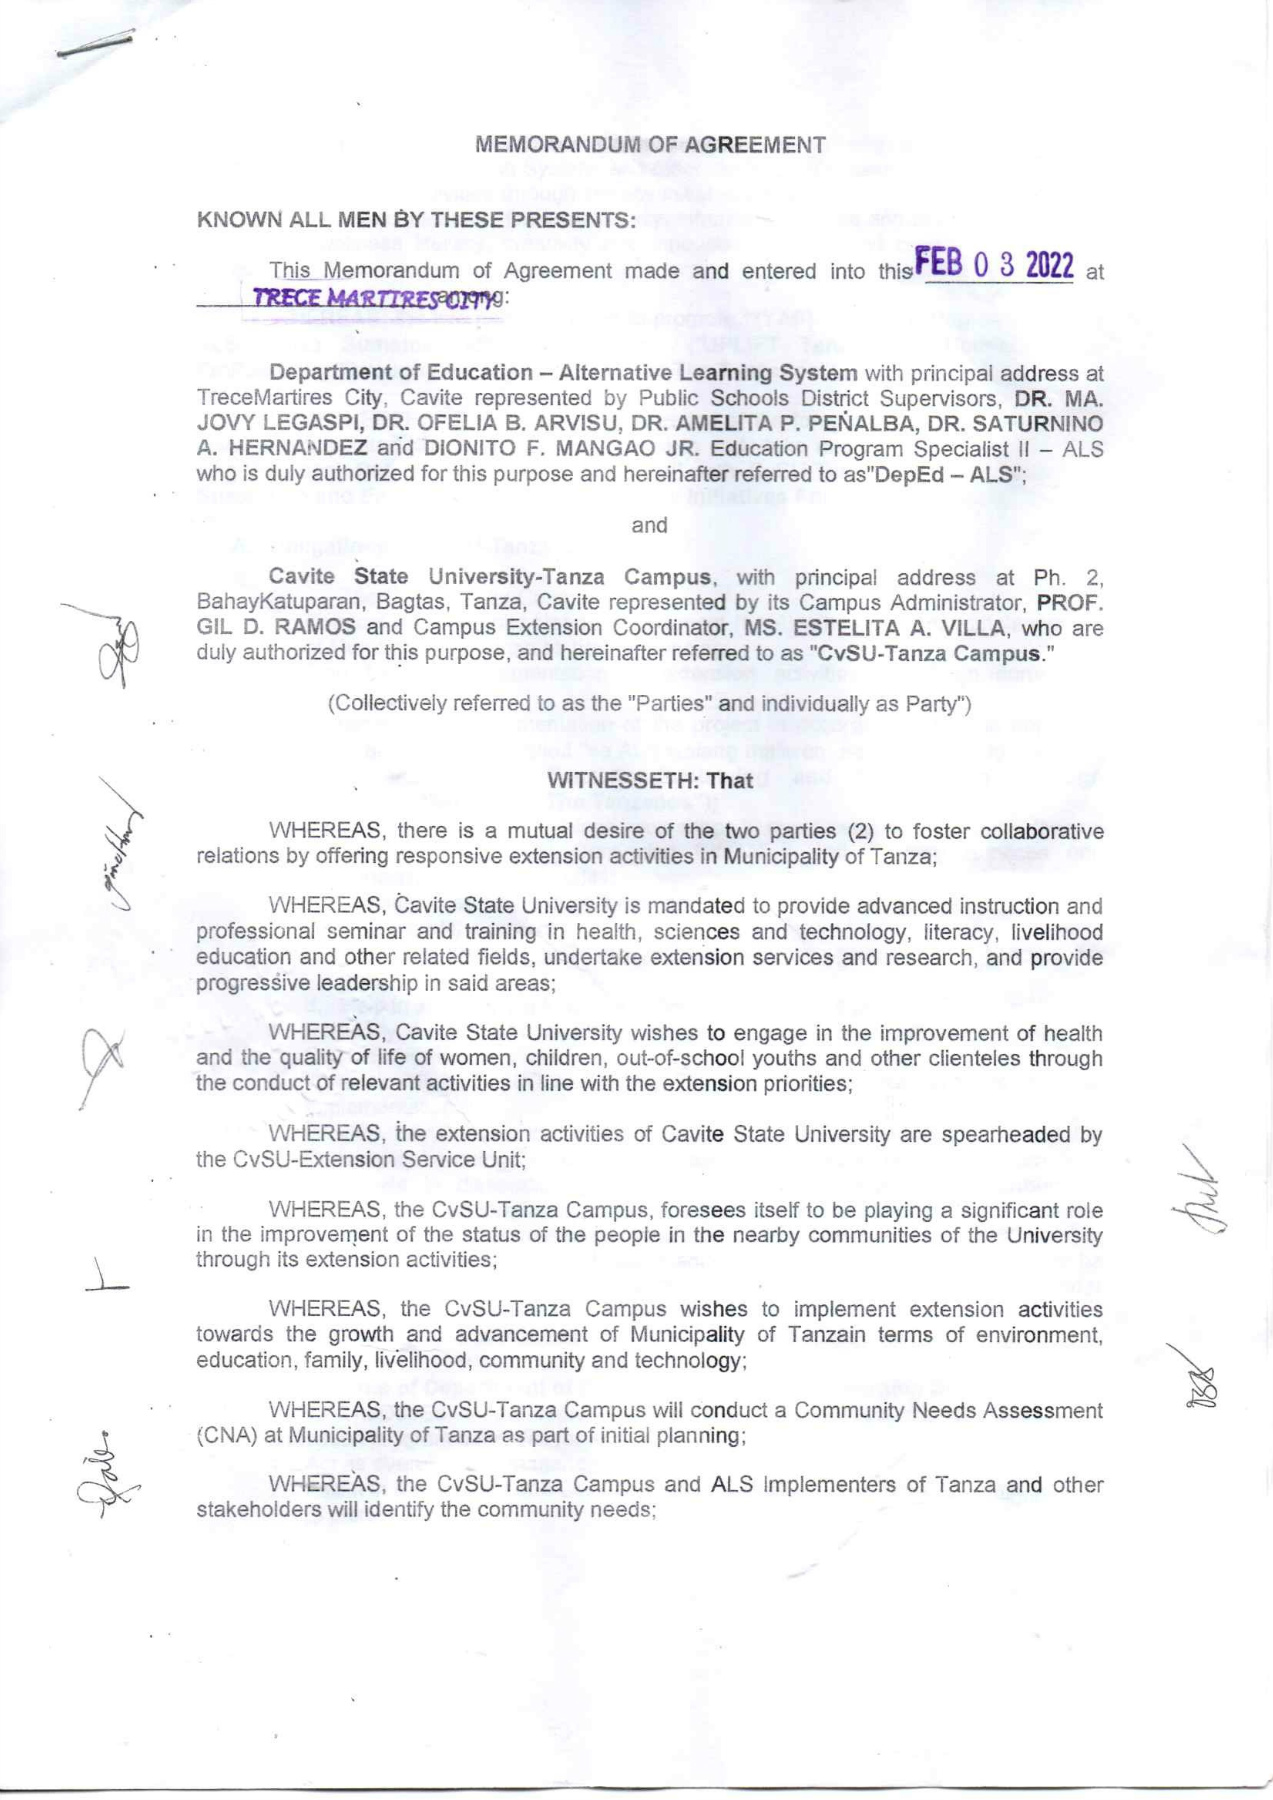 MEMORANDUM OF AGREEMENT
KNOWN ALL MEN BY THESE PRESENTS:
This Memorandum of Agreement made and entered into this FEB 03 2022 at
TRECE MARTIRES CITY among:
Department of Education – Alternative Learning System with principal address at
TreceMartires City, Cavite represented by Public Schools District Supervisors, DR. MA.
JOVY LEGASPI, DR. OFELIA B. ARVISU, DR. AMELITA P. PEÑALBA, DR. SATURNINO
A. HERNANDEZ and DIONITO F. MANGAO JR. Education Program Specialist II – ALS
who is duly authorized for this purpose and hereinafter referred to as"DepEd – ALS";
and
Cavite State University-Tanza Campus, with principal address at Ph. 2,
BahayKatuparan, Bagtas, Tanza, Cavite represented by its Campus Administrator, PROF.
GIL D. RAMOS and Campus Extension Coordinator, MS. ESTELITA A. VILLA, who are
duly authorized for this purpose, and hereinafter referred to as "CvSU-Tanza Campus."
(Collectively referred to as the "Parties" and individually as Party")
WITNESSETH: That
WHEREAS, there is a mutual desire of the two parties (2) to foster collaborative
relations by offering responsive extension activities in Municipality of Tanza;
WHEREAS, Cavite State University is mandated to provide advanced instruction and
professional seminar and training in health, sciences and technology, literacy, livelihood
education and other related fields, undertake extension services and research, and provide
progressive leadership in said areas;
WHEREAS, Cavite State University wishes to engage in the improvement of health
and the quality of life of women, children, out-of-school youths and other clienteles through
the conduct of relevant activities in line with the extension priorities;
WHEREAS, the extension activities of Cavite State University are spearheaded by
the CvSU-Extension Service Unit;
WHEREAS, the CvSU-Tanza Campus, foresees itself to be playing a significant role
in the improvement of the status of the people in the nearby communities of the University
through its extension activities;
WHEREAS, the CvSU-Tanza Campus wishes to implement extension activities
towards the growth and advancement of Municipality of Tanzain terms of environment,
education, family, livelihood, community and technology;
WHEREAS, the CvSU-Tanza Campus will conduct a Community Needs Assessment
(CNA) at Municipality of Tanza as part of initial planning;
WHEREAS, the CvSU-Tanza Campus and ALS Implementers of Tanza and other
stakeholders will identify the community needs;